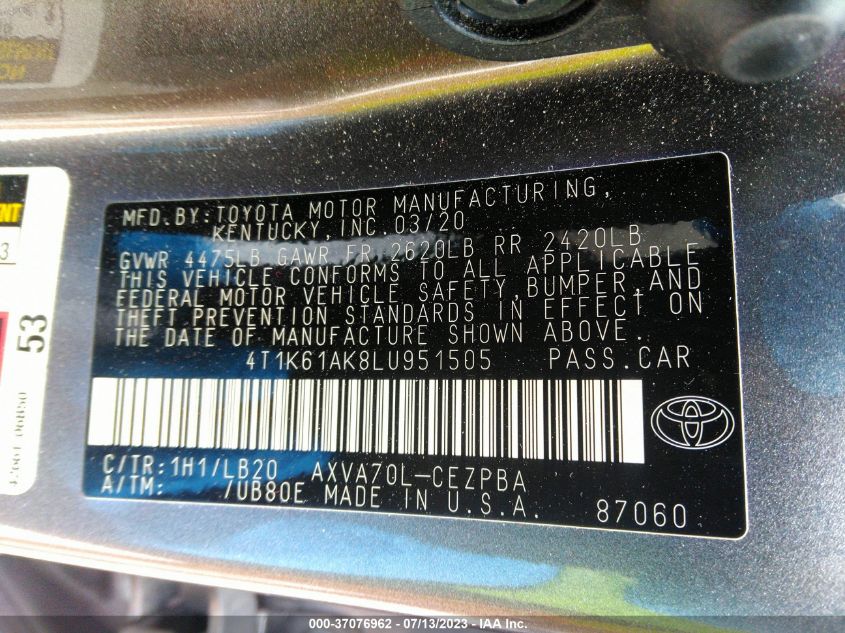 MFD. BY: TOYOTA MOTOR MANUFACTURING,
KENTUCKY, INC. 03/20
GVWR 4475LB GAWR FR 2620LB RR 2420LB
THIS VEHICLE CONFORMS TO ALL APPLICABLE
FEDERAL MOTOR VEHICLE SAFETY, BUMPER, AND
THEFT PREVENTION STANDARDS IN EFFECT ON
THE DATE OF MANUFACTURE SHOWN ABOVE.
4T1K61AK8LU951505 PASS. CAR
C/TR: 1H1/LB20 AXVA70L-CEZPBA
A/TM: /UB80E MADE IN U.S.A. 87060
53
000-37076962 - 07/13/2023 - IAA Inc.